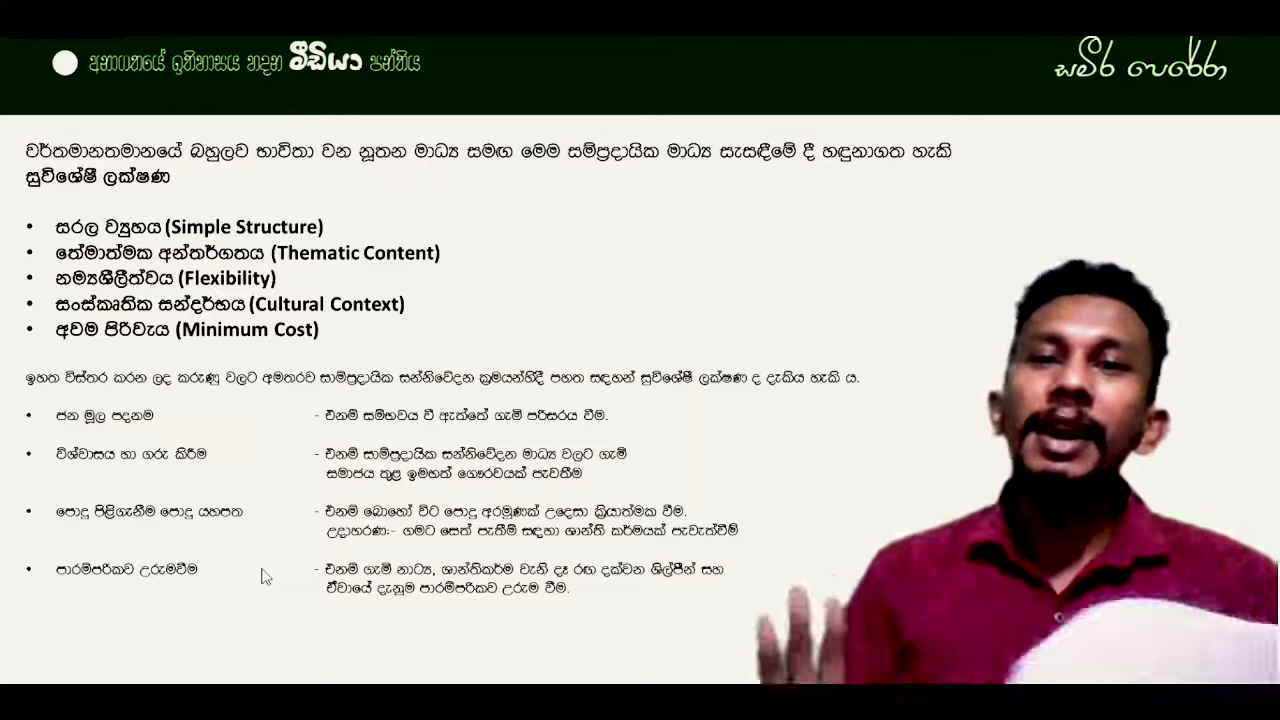 අනාගතයේ ඉතිහාසය හදන මීඩියා පන්තිය
සමීර පෙරේරා
වර්තමානතමානයේ බහුලව භාවිතා වන නූතන මාධ්‍ය සමඟ මෙම සම්ප්‍රදායික මාධ්‍ය සැසඳීමේ දී හඳුනාගත හැකි
සුවිශේෂී ලක්ෂණ
• සරල ව්‍යුහය (Simple Structure)
• තේමාත්මක අන්තර්ගතය (Thematic Content)
• නම්‍යශීලීත්වය (Flexibility)
• සංස්කෘතික සන්දර්භය (Cultural Context)
• අවම පිරිවැය (Minimum Cost)
ඉහත විස්තර කරන ලද කරුණු වලට අමතරව සාම්ප්‍රදායික සන්නිවේදන ක්‍රමයන්හිදී පහත සඳහන් සුවිශේෂී ලක්ෂණ ද දැකිය හැකි ය.
• ජන මූල පදනම - එනම් සම්භවය වී ඇත්තේ ගැමි පරිසරය වීම.
• විශ්වාසය හා ගරු කිරීම - එනම් සාම්ප්‍රදායික සන්නිවේදන මාධ්‍ය වලට ගැමි
සමාජය තුළ ඉමහත් ගෞරවයක් පැවතීම
• පොදු පිළිගැනීම පොදු යහපත - එනම් බොහෝ විට පොදු අරමුණක් උදෙසා ක්‍රියාත්මක වීම.
උදාහරණ:- ගමට සෙත් පැතීම් සඳහා ශාන්ති කර්මයක් පැවැත්වීම්
• පාරම්පරිකව උරුමවීම - එනම් ගැමි නාට්‍ය, ශාන්තිකර්ම වැනි දෑ රඟ දක්වන ශිල්පීන් සහ
ඒවායේ දැනුම පාරම්පරිකව උරුම වීම.